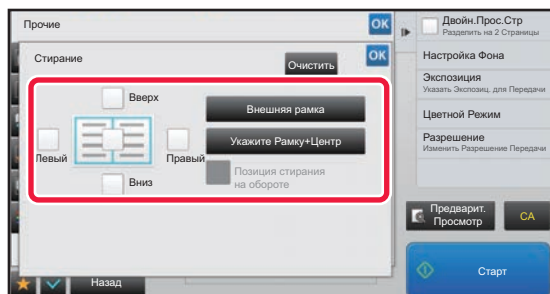 Прочие
OK
Стирание
Очистить
OK
Вверх
Левый
Правый
Вниз
Внешняя рамка
Укажите Рамку+Центр
Позиция стирания
на обороте
Назад
Двойн.Прос.Стр
Разделить на 2 Страницы
Настройка Фона
Экспозиция
Указать Экспозиц. для Передачи
Цветной Режим
Разрешение
Изменить Разрешение Передачи
Предварит.
Просмотр
CA
Старт